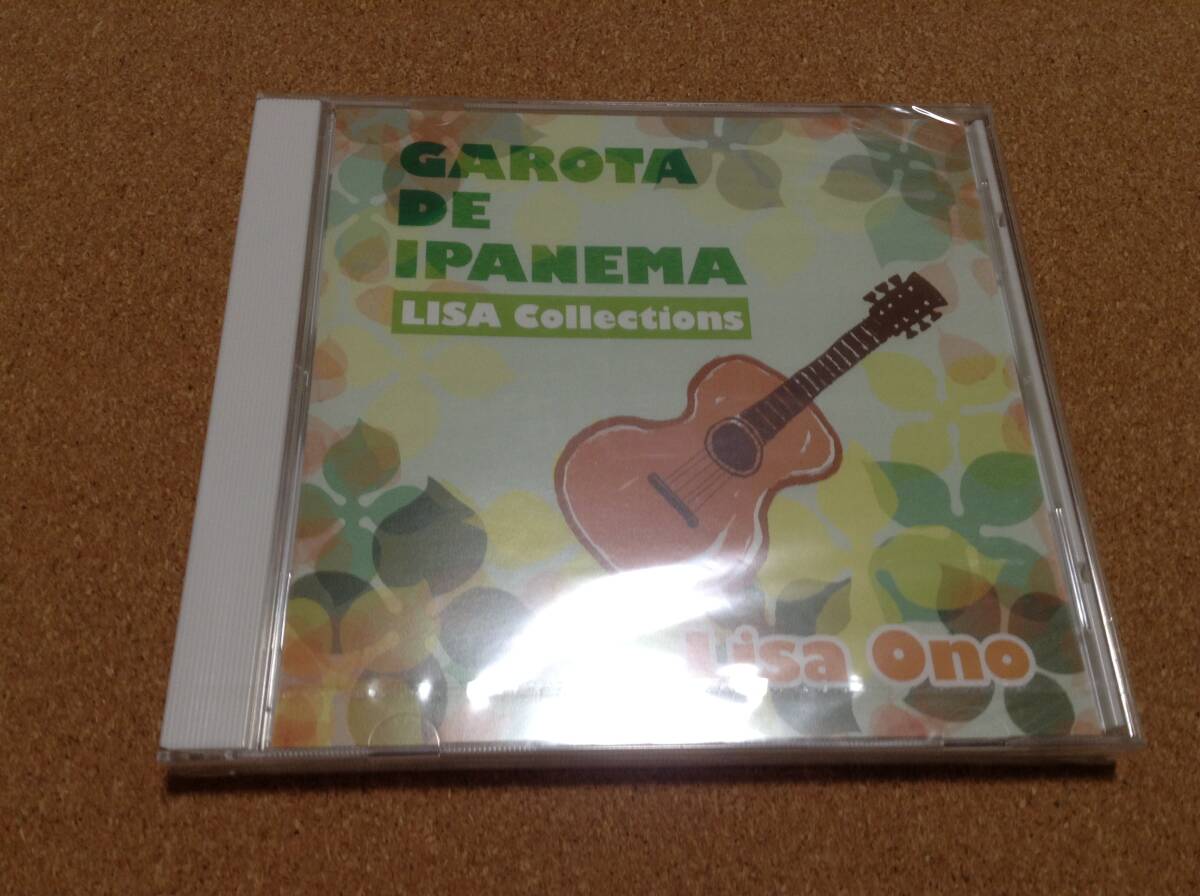 GAROTA
DE
IPANEMA
LISA Collections
Lisa Ono